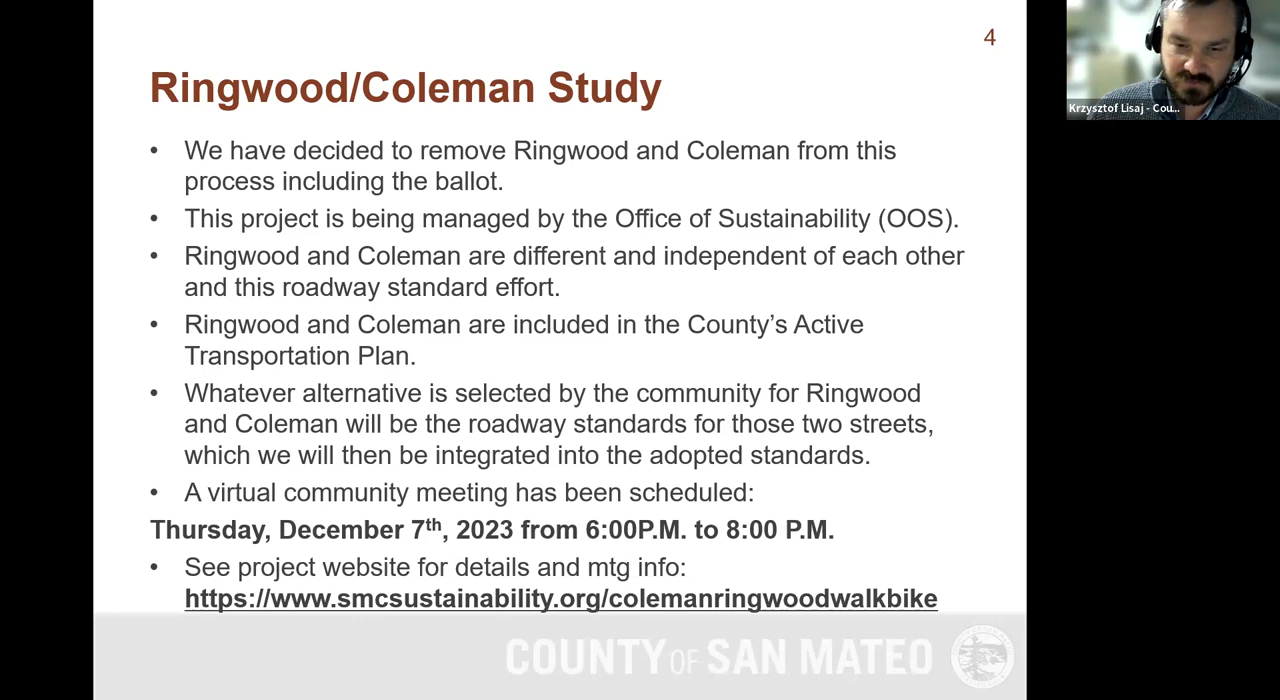 4
Ringwood/Coleman Study
• We have decided to remove Ringwood and Coleman from this
process including the ballot.
• This project is being managed by the Office of Sustainability (OOS).
• Ringwood and Coleman are different and independent of each other
and this roadway standard effort.
• Ringwood and Coleman are included in the County’s Active
Transportation Plan.
• Whatever alternative is selected by the community for Ringwood
and Coleman will be the roadway standards for those two streets,
which we will then be integrated into the adopted standards.
• A virtual community meeting has been scheduled:
Thursday, December 7th, 2023 from 6:00P.M. to 8:00 P.M.
• See project website for details and mtg info:
https://www.smcsustainability.org/colemanringwoodwalkbike
COUNTY OF SAN MATEO
Krzysztof Lisaj - Cou...